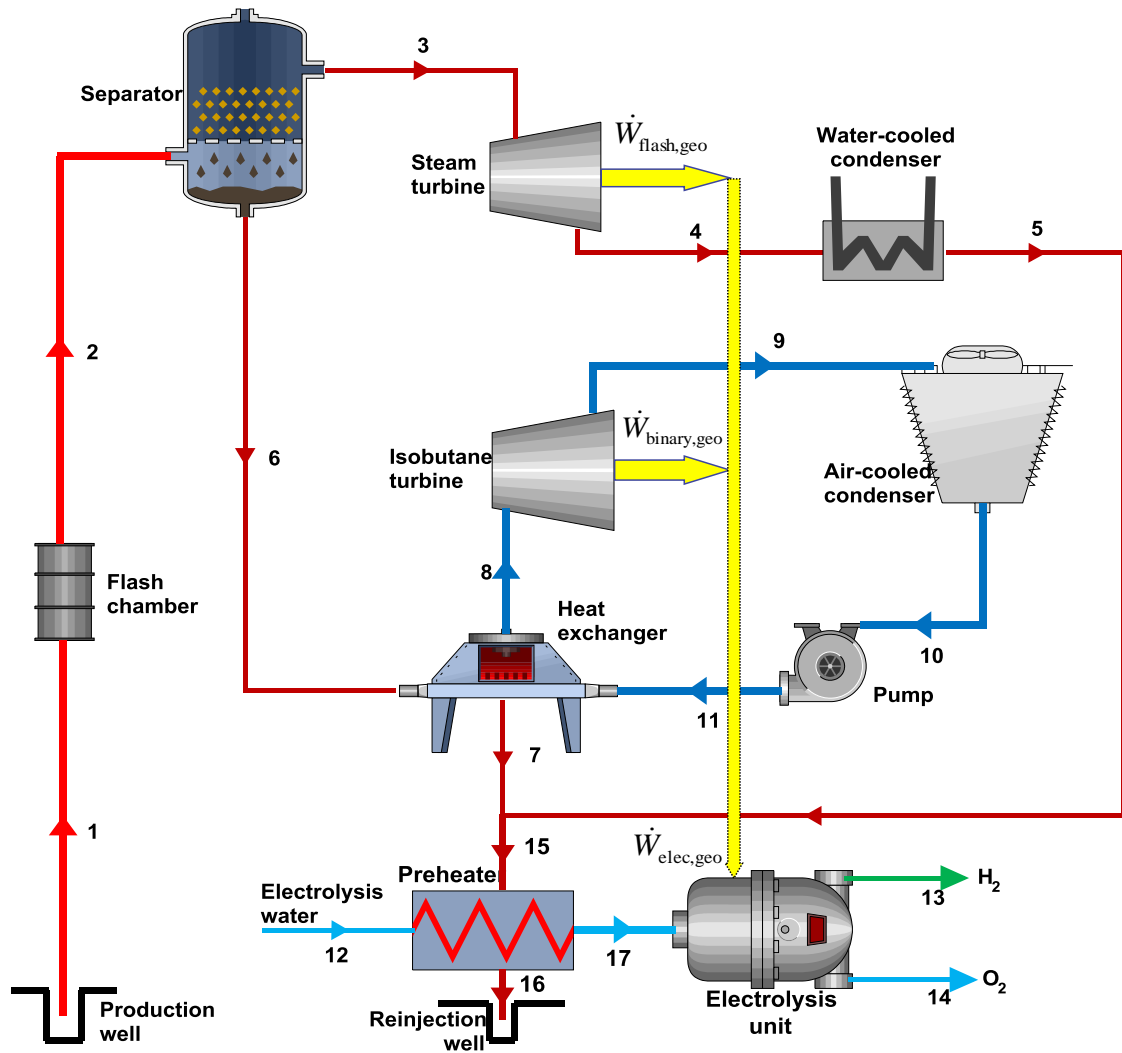 3
Separator
Ẇflash,geo
Water-cooled
condenser
Steam
turbine
4
5
2
9
Ẇbinary,geo
6
Isobutane
turbine
Air-cooled
condenser
8
Flash
chamber
Heat
exchanger
10
Pump
11
7
1
15
Ẇelec,geo
Preheater
H2
13
Electrolysis
water
12
17
16
O2
14
Production
well
Reinjection
well
Electrolysis
unit